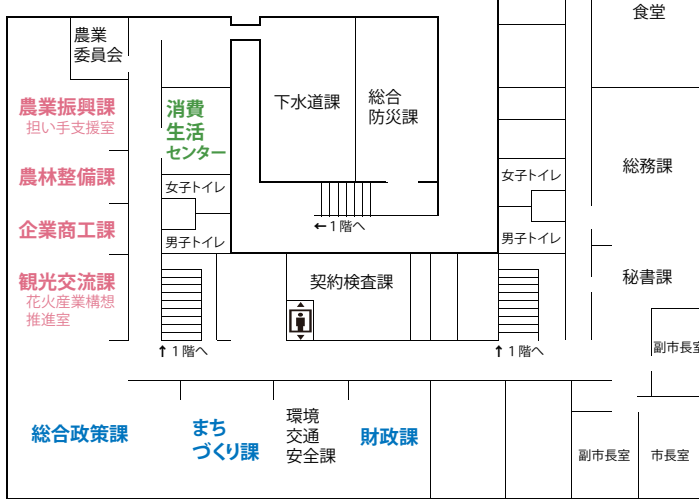 農業
委員会
食堂
農業振興課
担い手支援室
消費
生活
センター
下水道課
総合
防災課
農林整備課
女子トイレ
女子トイレ
総務課
企業商工課
←1階へ
男子トイレ
男子トイレ
観光交流課
花火産業構想
推進室
契約検査課
秘書課
↑1階へ
↑1階へ
副市長室
総合政策課
まち
づくり課
環境
交通
安全課
財政課
副市長室
市長室